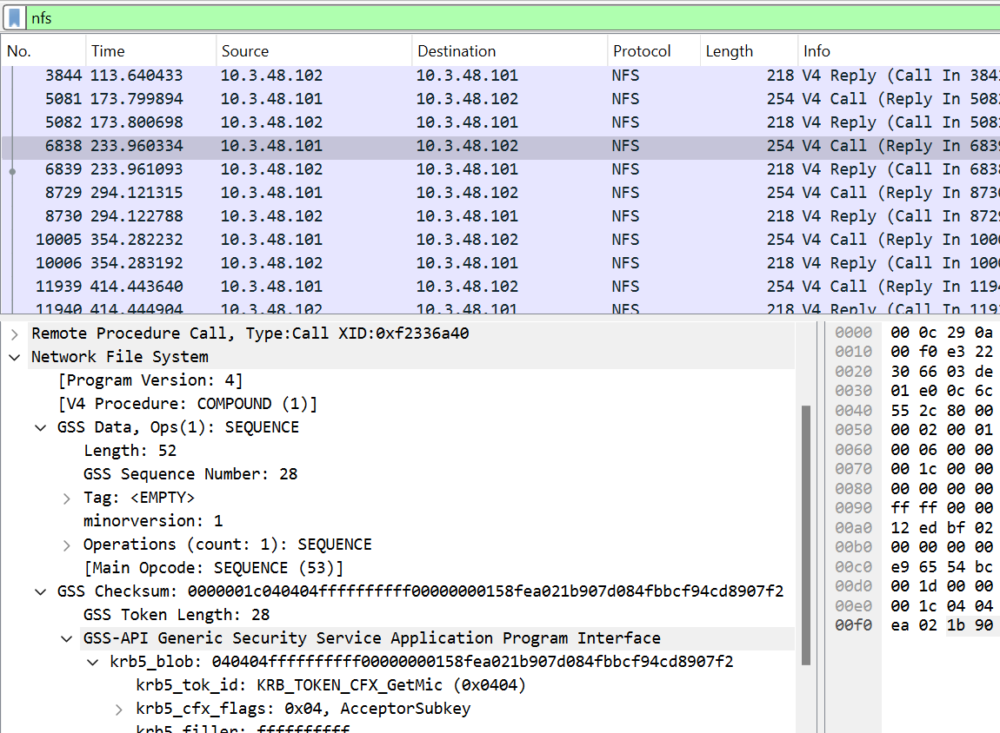 nfs
No. Time Source Destination Protocol Length Info
3844 113.640433 10.3.48.102 10.3.48.101 NFS 218 V4 Reply (Call In 384
5081 173.799894 10.3.48.101 10.3.48.102 NFS 254 V4 Call (Reply In 508
5082 173.800698 10.3.48.102 10.3.48.101 NFS 218 V4 Reply (Call In 508
6838 233.960334 10.3.48.101 10.3.48.102 NFS 254 V4 Call (Reply In 683
6839 233.961093 10.3.48.102 10.3.48.101 NFS 218 V4 Reply (Call In 683
8729 294.121315 10.3.48.101 10.3.48.102 NFS 254 V4 Call (Reply In 873
8730 294.122788 10.3.48.102 10.3.48.101 NFS 218 V4 Reply (Call In 872
10005 354.282232 10.3.48.101 10.3.48.102 NFS 254 V4 Call (Reply In 100
10006 354.283192 10.3.48.102 10.3.48.101 NFS 218 V4 Reply (Call In 100
11939 414.443640 10.3.48.101 10.3.48.102 NFS 254 V4 Call (Reply In 119
11940 414.444904 10.3.48.102 10.3.48.101 NFS 218 V4 Reply (Call In 119
Remote Procedure Call, Type:Call XID:0xf2336a40
Network File System
[Program Version: 4]
[V4 Procedure: COMPOUND (1)]
GSS Data, Ops(1): SEQUENCE
Length: 52
GSS Sequence Number: 28
Tag: <EMPTY>
minorversion: 1
Operations (count: 1): SEQUENCE
[Main Opcode: SEQUENCE (53)]
GSS Checksum: 0000001c040404ffffffffff00000000158fea021b907d084fbbcf94cd8907f2
GSS Token Length: 28
GSS-API Generic Security Service Application Program Interface
krb5_blob: 040404ffffffffff00000000158fea021b907d084fbbcf94cd8907f2
krb5_tok_id: KRB_TOKEN_CFX_GetMic (0x0404)
krb5_cfx_flags: 0x04, AcceptorSubkey
krb5_filler: ffffffffff
0000 00 0c 29 0a
0010 00 f0 e3 22
0020 30 66 03 de
0030 01 e0 0c 6c
0040 55 2c 80 00
0050 00 02 00 01
0060 00 06 00 00
0070 00 1c 00 00
0080 00 00 00 00
0090 ff ff 00 00
00a0 12 ed bf 02
00b0 00 00 00 00
00c0 e9 65 54 bc
00d0 00 1d 00 00
00e0 00 1c 04 04
00f0 ea 02 1b 90